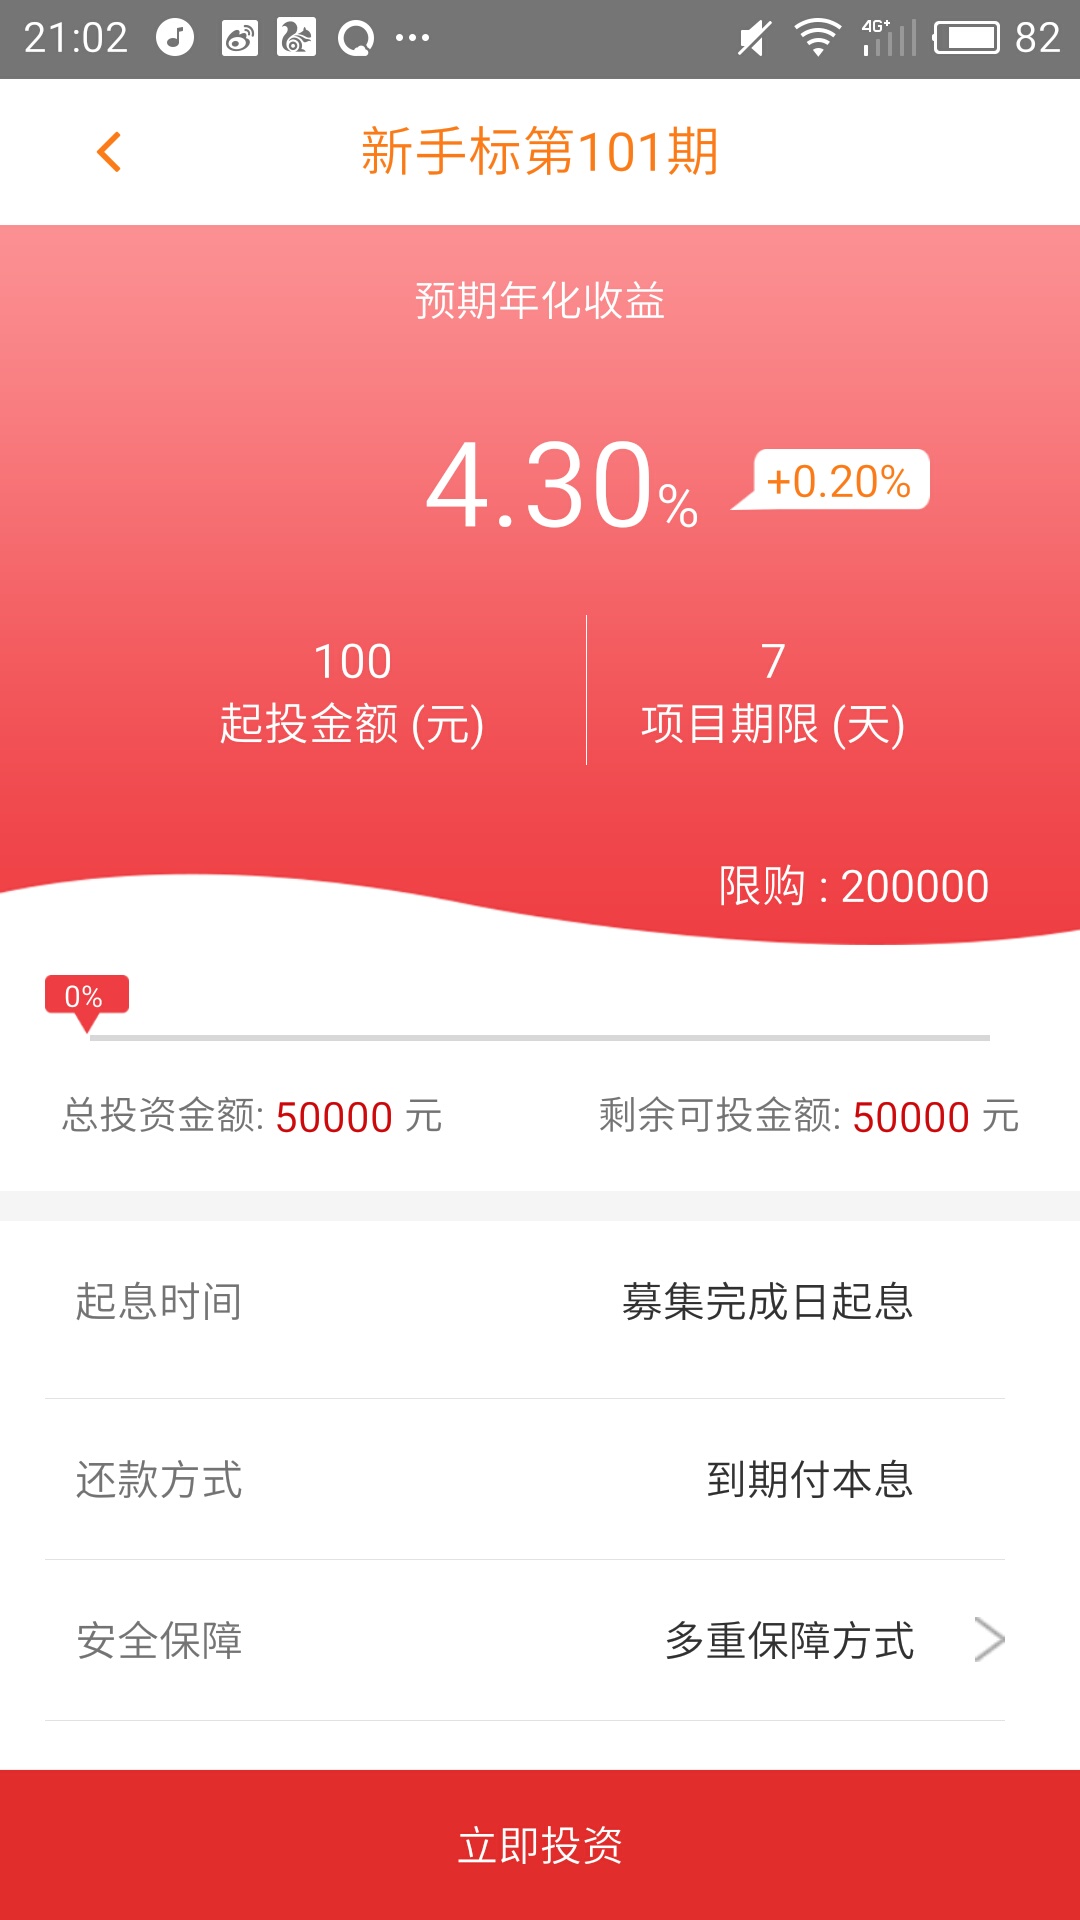 21:02 4G+ 82
新手标第101期
预期年化收益
4.30% +0.20%
100 7
起投金额 (元) 项目期限 (天)
限购 : 200000
0%
总投资金额: 50000 元 剩余可投金额: 50000 元
起息时间 募集完成日起息
还款方式 到期付本息
安全保障 多重保障方式
立即投资